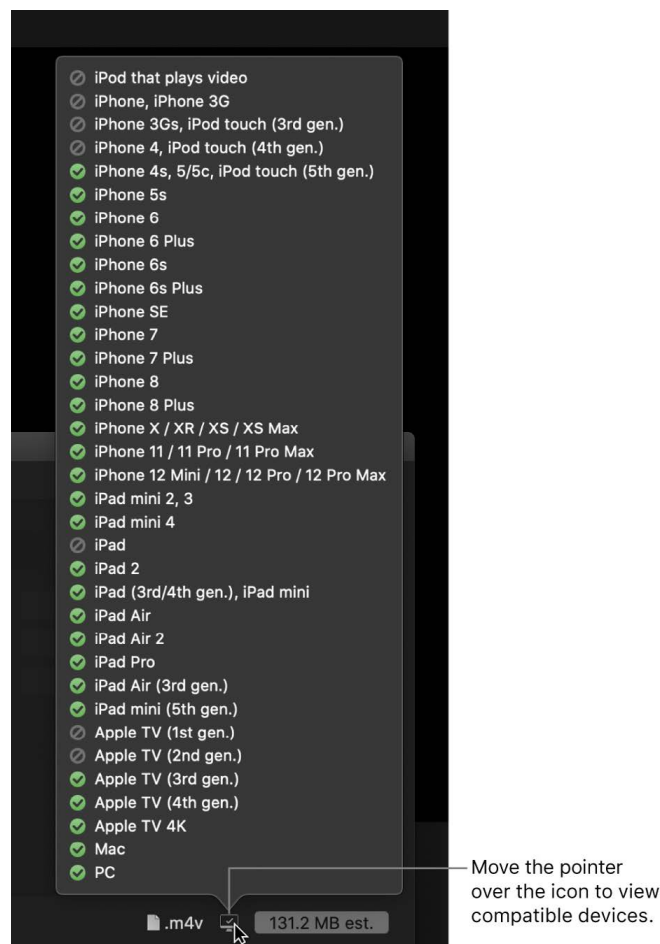 iPod that plays video
iPhone, iPhone 3G
iPhone 3Gs, iPod touch (3rd gen.)
iPhone 4, iPod touch (4th gen.)
iPhone 4s, 5/5c, iPod touch (5th gen.)
iPhone 5s
iPhone 6
iPhone 6 Plus
iPhone 6s
iPhone 6s Plus
iPhone SE
iPhone 7
iPhone 7 Plus
iPhone 8
iPhone 8 Plus
iPhone X / XR / XS / XS Max
iPhone 11 / 11 Pro / 11 Pro Max
iPhone 12 Mini / 12 / 12 Pro / 12 Pro Max
iPad mini 2, 3
iPad mini 4
iPad
iPad 2
iPad (3rd/4th gen.), iPad mini
iPad Air
iPad Air 2
iPad Pro
iPad Air (3rd gen.)
iPad mini (5th gen.)
Apple TV (1st gen.)
Apple TV (2nd gen.)
Apple TV (3rd gen.)
Apple TV (4th gen.)
Apple TV 4K
Mac
PC
.m4v 131.2 MB est.
Move the pointer
over the icon to view
compatible devices.